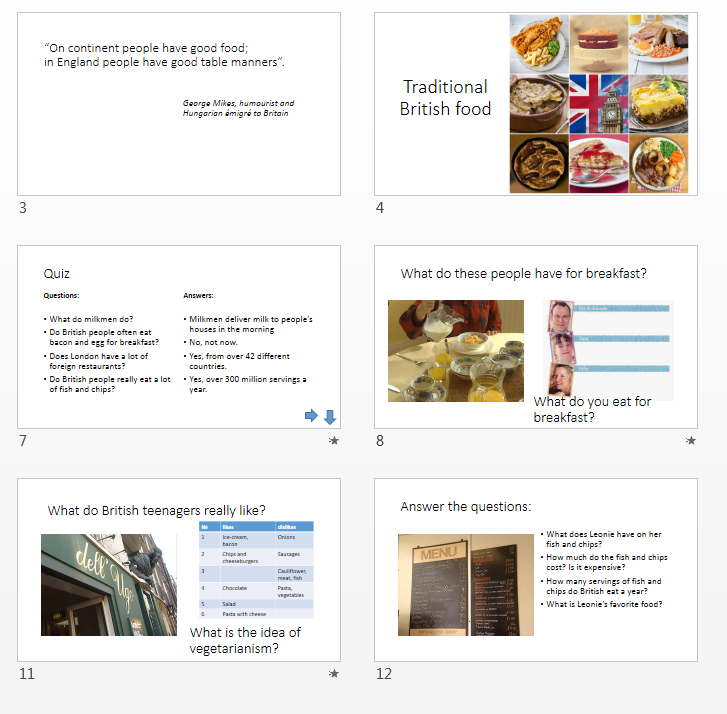 “On continent people have good food;
in England people have good table manners”.
George Mikes, humourist and
Hungarian émigré to Britain
3
Traditional
British food
4
Quiz
Questions:
• What do milkmen do?
• Do British people often eat
bacon and egg for breakfast?
• Does London have a lot of
foreign restaurants?
• Do British people really eat a lot
of fish and chips?
Answers:
• Milkmen deliver milk to people’s
houses in the morning
• No, not now.
• Yes, from over 42 different
countries.
• Yes, over 300 million servings a
year.
7
What do these people have for breakfast?
What do you eat for
breakfast?
8
What do British teenagers really like?
dell'Ugo
№ likes dislikes
1 Ice-cream, Onions
bacon
2 Chips and Sausages
cheeseburgers
3 Cauliflower,
meat, fish
4 Chocolate Pasta,
vegetables
5 Salad
6 Pasta with cheese
What is the idea of
vegetarianism?
11
Answer the questions:
MENU
• What does Leonie have on her
fish and chips?
• How much do the fish and chips
cost? Is it expensive?
• How many servings of fish and
chips do British eat a year?
• What is Leonie’s favorite food?
12